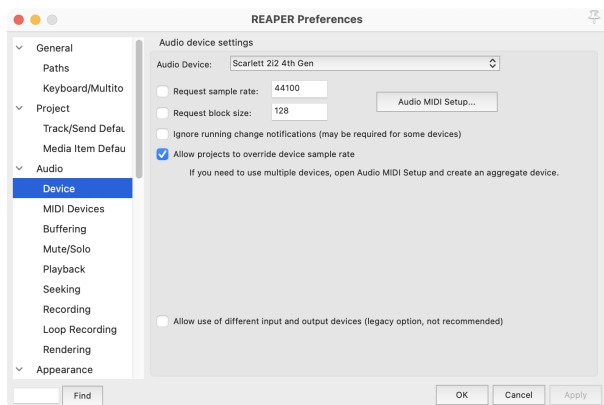 REAPER Preferences
General
Paths
Keyboard/Multito
Project
Track/Send Defau
Media Item Defau
Audio
Device
MIDI Devices
Buffering
Mute/Solo
Playback
Seeking
Recording
Loop Recording
Rendering
Appearance
Find
Audio device settings
Audio Device: Scarlett 2i2 4th Gen
Request sample rate: 44100
Request block size: 128
Audio MIDI Setup...
Ignore running change notifications (may be required for some devices)
Allow projects to override device sample rate
If you need to use multiple devices, open Audio MIDI Setup and create an aggregate device.
Allow use of different input and output devices (legacy option, not recommended)
OK Cancel Apply